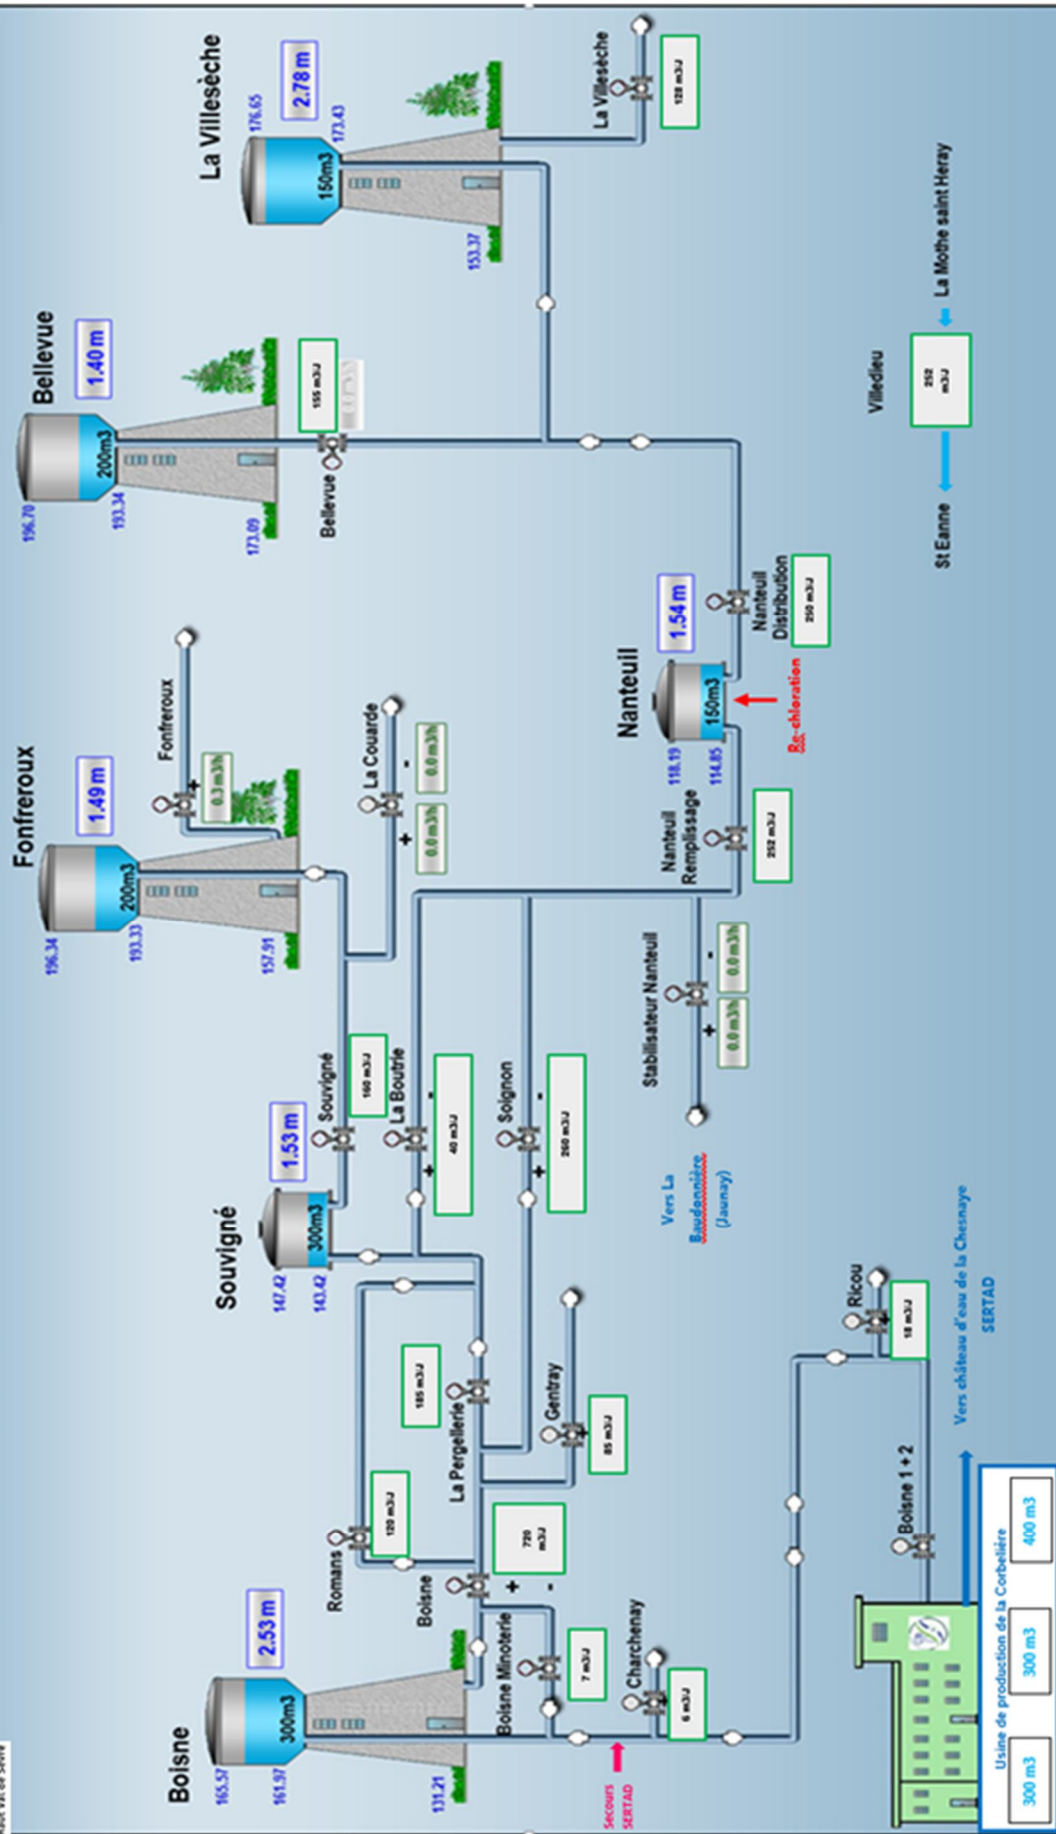 Haut Val de Sèvre
Boisne
2.53 m
165.57
161.97
300m3
131.21
Souvigné
1.53 m
147.42
143.42
300m3
Fonfreroux
1.49 m
196.34
193.33
200m3
157.91
Bellevue
1.40 m
196.70
193.34
200m3
173.09
La Villesèche
2.78 m
176.65
173.43
150m3
153.37
Fonfreroux
+
0.3 m3/h
La Couarde
+ -
0.0 m3/h
0.0 m3/h
Bellevue
155 m3/J
La Villesèche
128 m3/J
Souvigné
160 m3/J
La Boutrie
+ -
40 m3/J
Soignon
+ -
260 m3/J
Romans
120 m3/J
La Pergellerie
185 m3/J
Boisne
+ -
720
m3/J
Gentray
+
85 m3/J
Boisne Minoterie
7 m3/J
Charchenay
+
6 m3/J
Secours
SERTAD
Nanteuil
1.54 m
118.19
114.85
150m3
Re-chloration
Nanteuil
Remplissage
252 m3/J
Nanteuil
Distribution
250 m3/J
Stabilisateur Nanteuil
+ -
0.0 m3/h
0.0 m3/h
Vers La
Baudonnière
(Jaunay)
Villedieu
St Eanne
252
m3/J
La Mothe saint Heray
Ricou
+
18 m3/J
Boisne 1 + 2
Vers château d'eau de la Chesnaye
SERTAD
Usine de production de la Corbelière
300 m3
300 m3
400 m3